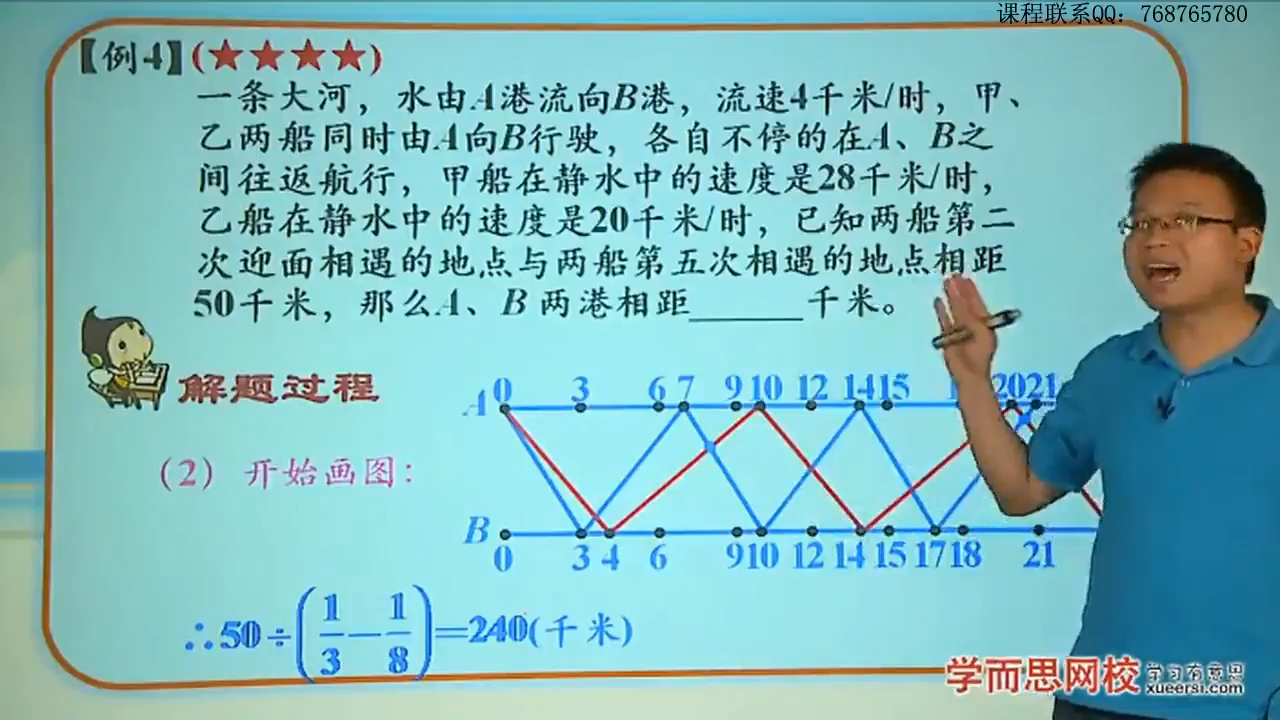 课程联系QQ：768765780
【例4】(★★★★)
一条大河，水由A港流向B港，流速4千米/时，甲、
乙两船同时由A向B行驶，各自不停的在A、B之
间往返航行，甲船在静水中的速度是28千米/时，
乙船在静水中的速度是20千米/时，已知两船第二
次迎面相遇的地点与两船第五次相遇的地点相距
50千米，那么A、B 两港相距______千米。
解题过程
A 0 3 6 7 9 10 12 14 15 20 21
（2）开始画图：
B
0 3 4 6 9 10 12 14 15 17 18 21
∴50÷(1/3−1/8)=240(千米)
学而思网校 学习有意思
xueersi.com